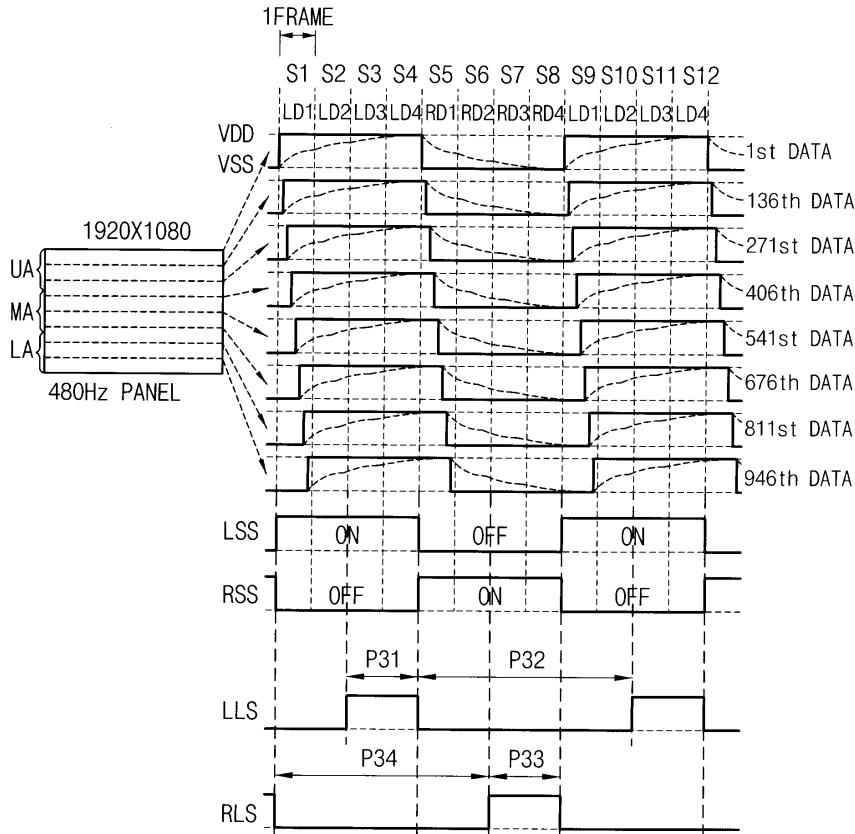 1FRAME
S1 S2 S3 S4 S5 S6 S7 S8 S9 S10 S11 S12
LD1 LD2 LD3 LD4 RD1 RD2 RD3 RD4 LD1 LD2 LD3 LD4
VDD
VSS
1st DATA
136th DATA
1920X1080
271st DATA
UA
406th DATA
MA
541st DATA
LA
676th DATA
480Hz PANEL
811st DATA
946th DATA
LSS ON OFF ON
RSS OFF ON OFF
P31 P32
LLS
P34 P33
RLS